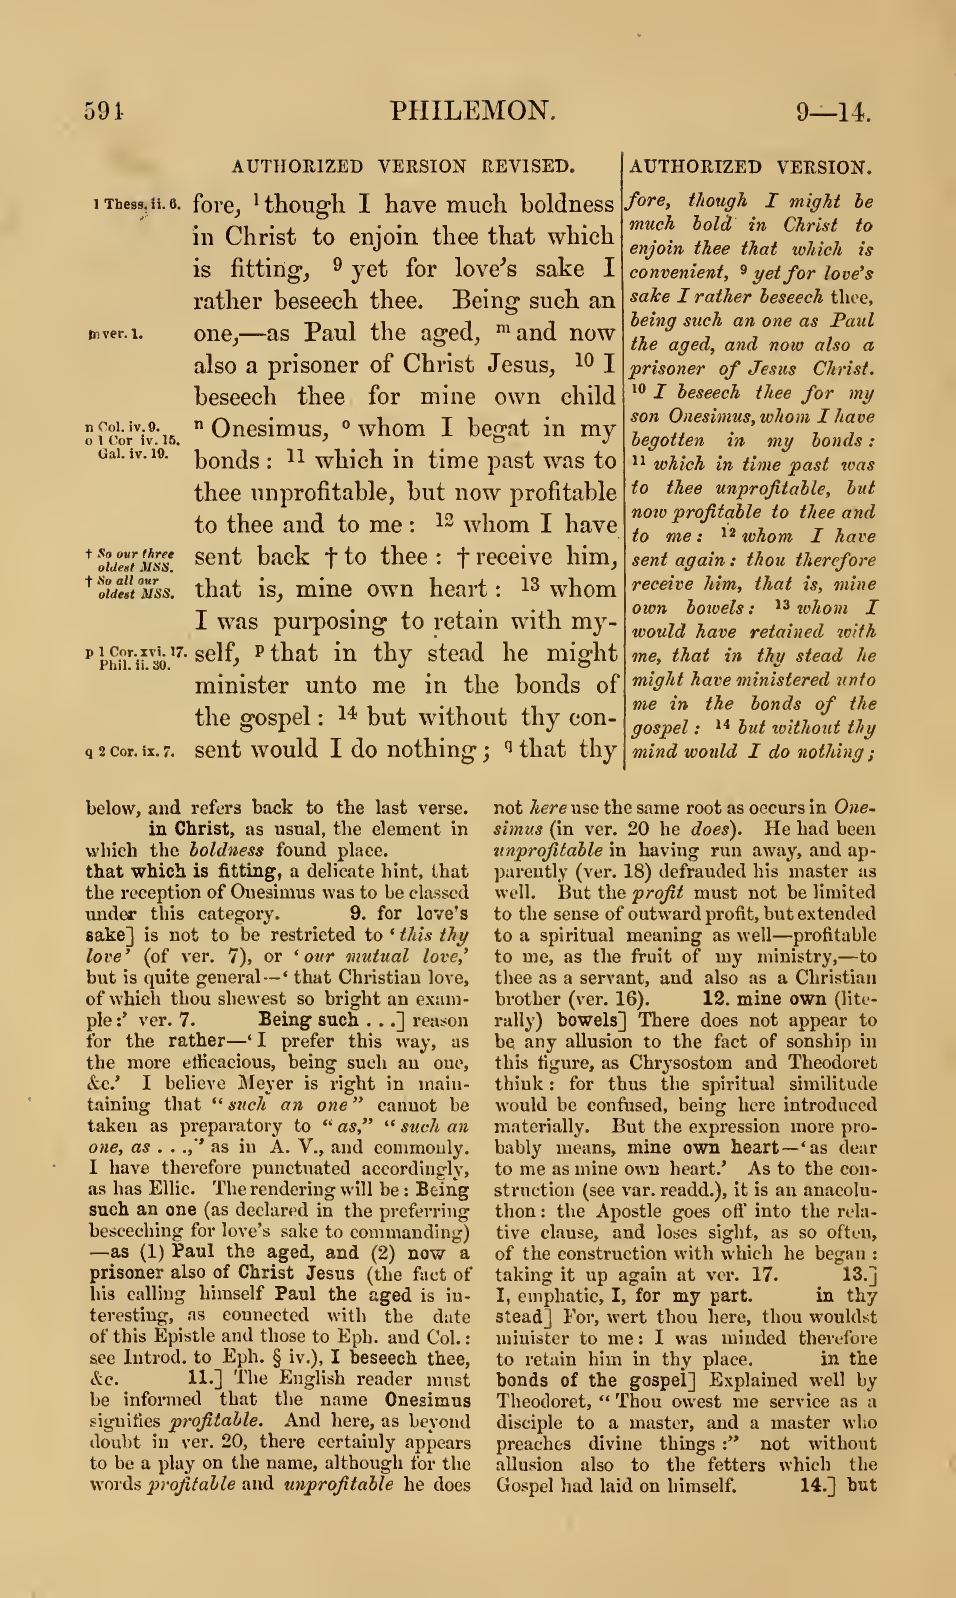 594 PHILEMON. 9—14.
AUTHORIZED VERSION REVISED.
1 Thess. ii. 6.
fore, ¹ though I have much boldness
in Christ to enjoin thee that which
is fitting, ⁹ yet for love's sake I
rather beseech thee. Being such an
m ver. 1.
one,—as Paul the aged, ᵐ and now
also a prisoner of Christ Jesus, ¹⁰ I
beseech thee for mine own child
n Col. iv. 9.
o 1 Cor iv. 15.
Gal. iv. 19.
ⁿ Onesimus, ᵒ whom I begat in my
bonds : ¹¹ which in time past was to
thee unprofitable, but now profitable
to thee and to me : ¹² whom I have
† So our three
oldest MSS.
sent back † to thee : † receive him,
† So all our
oldest MSS.
that is, mine own heart : ¹³ whom
I was purposing to retain with my-
p 1 Cor. xvi. 17.
Phil. ii. 30.
self, ᵖ that in thy stead he might
minister unto me in the bonds of
the gospel : ¹⁴ but without thy con-
q 2 Cor. ix. 7.
sent would I do nothing ; ᑫ that thy
AUTHORIZED VERSION.
fore, though I might be
much bold in Christ to
enjoin thee that which is
convenient, ⁹ yet for love's
sake I rather beseech thee,
being such an one as Paul
the aged, and now also a
prisoner of Jesus Christ.
¹⁰ I beseech thee for my
son Onesimus, whom I have
begotten in my bonds :
¹¹ which in time past was
to thee unprofitable, but
now profitable to thee and
to me : ¹² whom I have
sent again : thou therefore
receive him, that is, mine
own bowels : ¹³ whom I
would have retained with
me, that in thy stead he
might have ministered unto
me in the bonds of the
gospel : ¹⁴ but without thy
mind would I do nothing ;
below, and refers back to the last verse.
in Christ, as usual, the element in
which the boldness found place.
that which is fitting, a delicate hint, that
the reception of Onesimus was to be classed
under this category. 9. for love's
sake] is not to be restricted to ‘this thy
love’ (of ver. 7), or ‘our mutual love,’
but is quite general—‘ that Christian love,
of which thou shewest so bright an exam-
ple :’ ver. 7. Being such . . .] reason
for the rather—‘ I prefer this way, as
the more efficacious, being such an one,
&c.’ I believe Meyer is right in main-
taining that “such an one” cannot be
taken as preparatory to “as,” “such an
one, as . . .,” as in A. V., and commonly.
I have therefore punctuated accordingly,
as has Ellic. The rendering will be : Being
such an one (as declared in the preferring
beseeching for love's sake to commanding)
—as (1) Paul the aged, and (2) now a
prisoner also of Christ Jesus (the fact of
his calling himself Paul the aged is in-
teresting, as connected with the date
of this Epistle and those to Eph. and Col. :
see Introd. to Eph. § iv.), I beseech thee,
&c. 11.] The English reader must
be informed that the name Onesimus
signifies profitable. And here, as beyond
doubt in ver. 20, there certainly appears
to be a play on the name, although for the
words profitable and unprofitable he does
not here use the same root as occurs in One-
simus (in ver. 20 he does). He had been
unprofitable in having run away, and ap-
parently (ver. 18) defrauded his master as
well. But the profit must not be limited
to the sense of outward profit, but extended
to a spiritual meaning as well—profitable
to me, as the fruit of my ministry,—to
thee as a servant, and also as a Christian
brother (ver. 16). 12. mine own (lite-
rally) bowels] There does not appear to
be any allusion to the fact of sonship in
this figure, as Chrysostom and Theodoret
think : for thus the spiritual similitude
would be confused, being here introduced
materially. But the expression more pro-
bably means, mine own heart—‘ as dear
to me as mine own heart.’ As to the con-
struction (see var. readd.), it is an anacolu-
thon : the Apostle goes off into the rela-
tive clause, and loses sight, as so often,
of the construction with which he began :
taking it up again at ver. 17. 13.]
I, emphatic, I, for my part. in thy
stead] For, wert thou here, thou wouldst
minister to me : I was minded therefore
to retain him in thy place. in the
bonds of the gospel] Explained well by
Theodoret, “ Thou owest me service as a
disciple to a master, and a master who
preaches divine things :” not without
allusion also to the fetters which the
Gospel had laid on himself. 14.] but